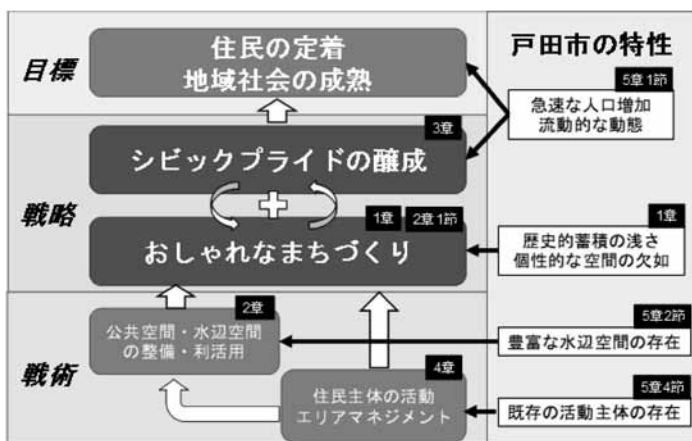 目標
住民の定着
地域社会の成熟
戸田市の特性
5章1節
急速な人口増加
流動的な動態
戦略
3章
シビックプライドの醸成
+
1章
2章1節
おしゃれなまちづくり
1章
歴史的蓄積の浅さ
個性的な空間の欠如
戦術
2章
公共空間・水辺空間
の整備・利活用
5章2節
豊富な水辺空間の存在
4章
住民主体の活動
エリアマネジメント
5章4節
既存の活動主体の存在